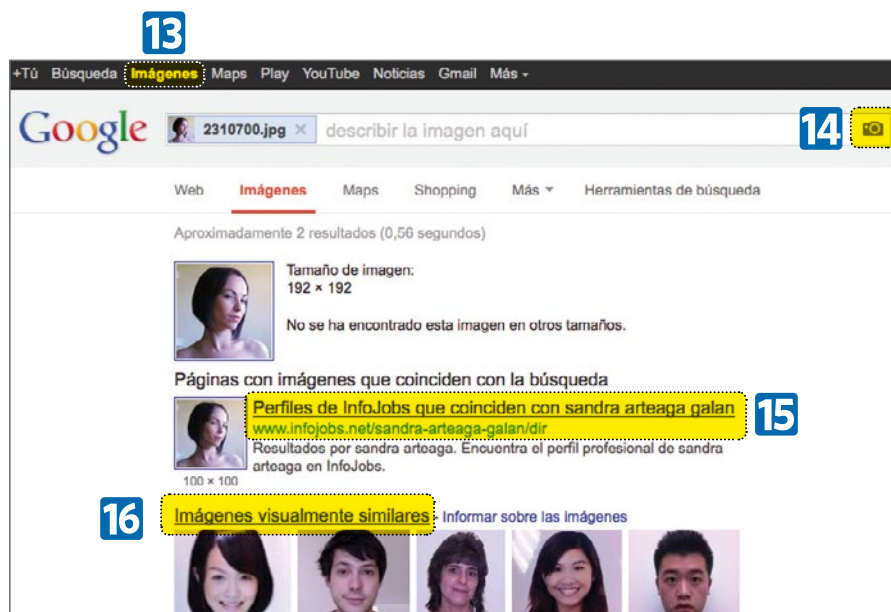 13
+Tú Búsqueda Imágenes Maps Play YouTube Noticias Gmail Más
Google 2310700.jpg × describir la imagen aquí 14
Web Imágenes Maps Shopping Más Herramientas de búsqueda
Aproximadamente 2 resultados (0,56 segundos)
Tamaño de imagen:
192 × 192
No se ha encontrado esta imagen en otros tamaños.
Páginas con imágenes que coinciden con la búsqueda
Perfiles de InfoJobs que coinciden con sandra arteaga galan 15
www.infojobs.net/sandra-arteaga-galan/dir
Resultados por sandra arteaga. Encuentra el perfil profesional de sandra
arteaga en InfoJobs.
100 × 100
16 Imágenes visualmente similares - Informar sobre las imágenes